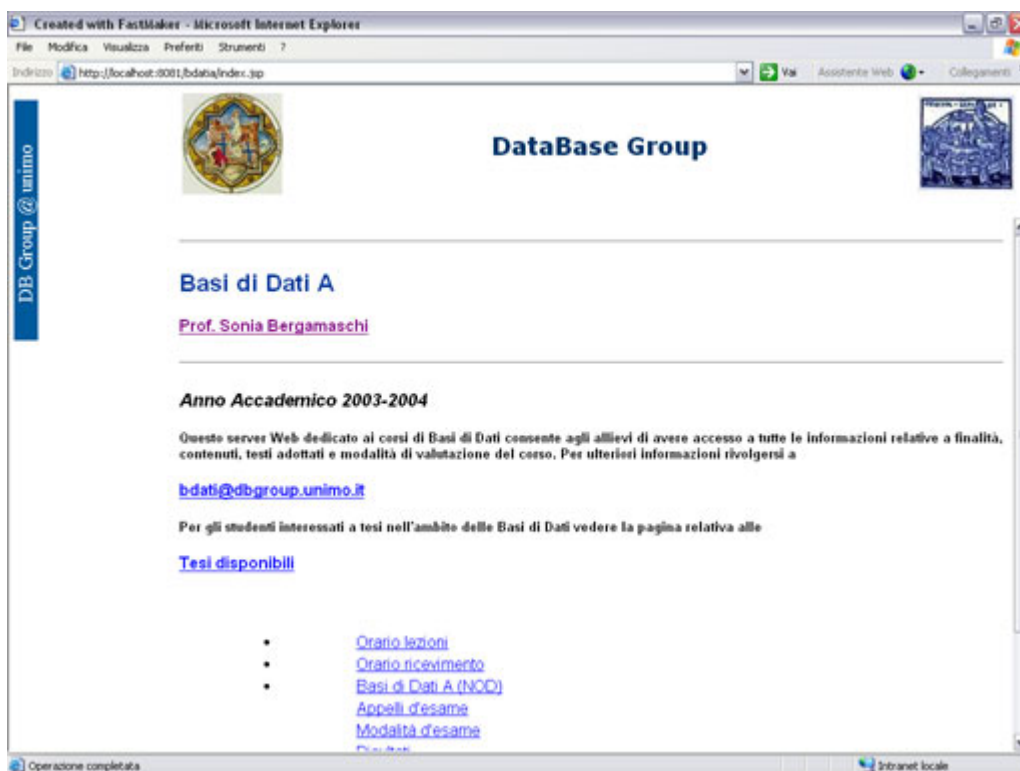 Created with FastMaker - Microsoft Internet Explorer
File Modifica Visualizza Preferiti Strumenti ?
Indirizzo http://localhost:8081/bdatia/index.jsp Vai Assistente Web Collegamenti
DB Group @ unimo
DataBase Group
Basi di Dati A
Prof. Sonia Bergamaschi
Anno Accademico 2003-2004
Questo server Web dedicato ai corsi di Basi di Dati consente agli allievi di avere accesso a tutte le informazioni relative a finalità,
contenuti, testi adottati e modalità di valutazione del corso. Per ulteriori informazioni rivolgersi a
bdati@dbgroup.unimo.it
Per gli studenti interessati a tesi nell'ambito delle Basi di Dati vedere la pagina relativa alle
Tesi disponibili
• Orario lezioni
• Orario ricevimento
• Basi di Dati A (NOD)
Appelli d'esame
Modalità d'esame
Risultati
Operazione completata Intranet locale